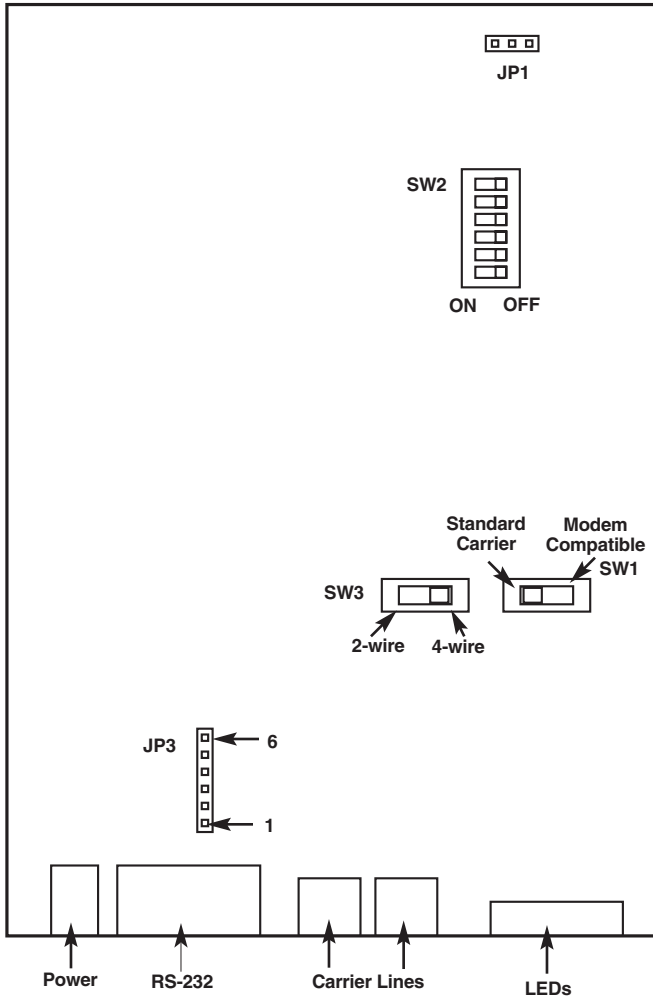 JP1
SW2
ON OFF
Standard
Carrier
Modem
Compatible
SW1
SW3
2-wire 4-wire
JP3
6
1
Power
RS-232
Carrier Lines
LEDs